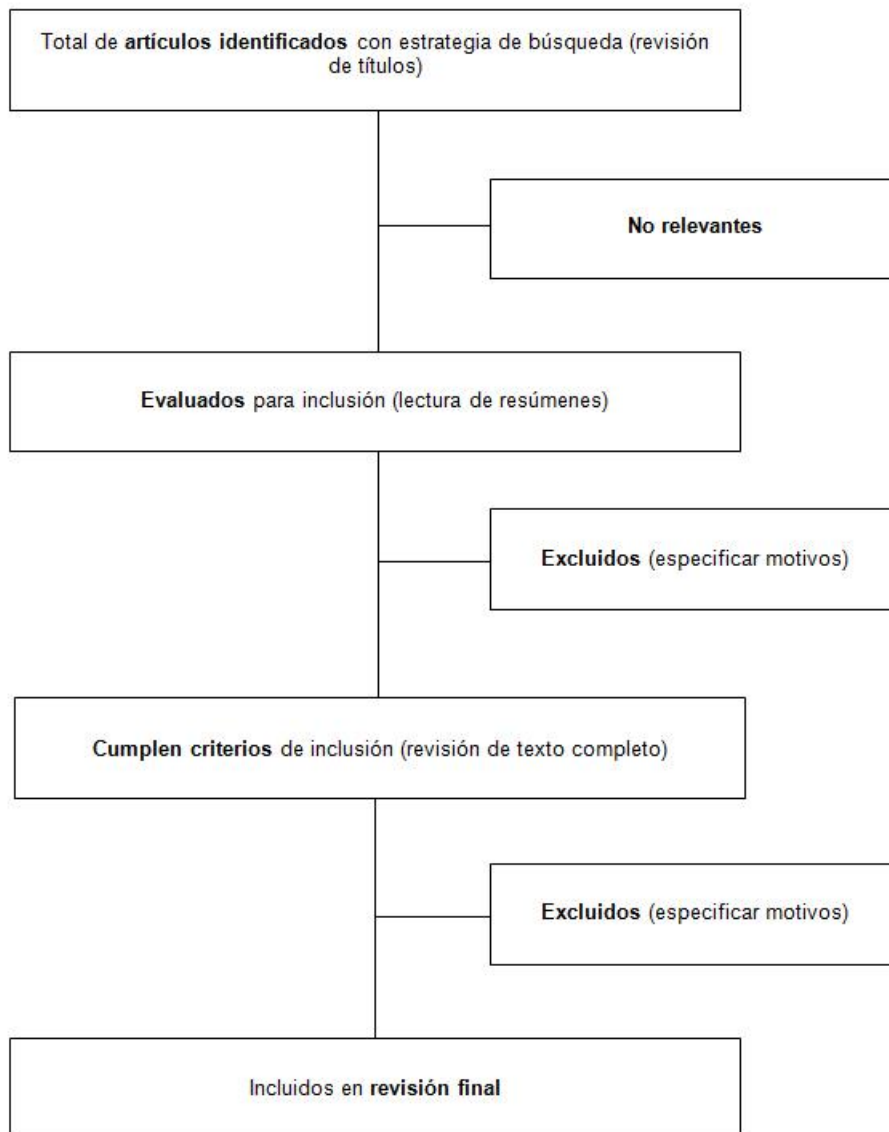 Total de artículos identificados con estrategia de búsqueda (revisión
de títulos)
No relevantes
Evaluados para inclusión (lectura de resúmenes)
Excluidos (especificar motivos)
Cumplen criterios de inclusión (revisión de texto completo)
Excluidos (especificar motivos)
Incluidos en revisión final